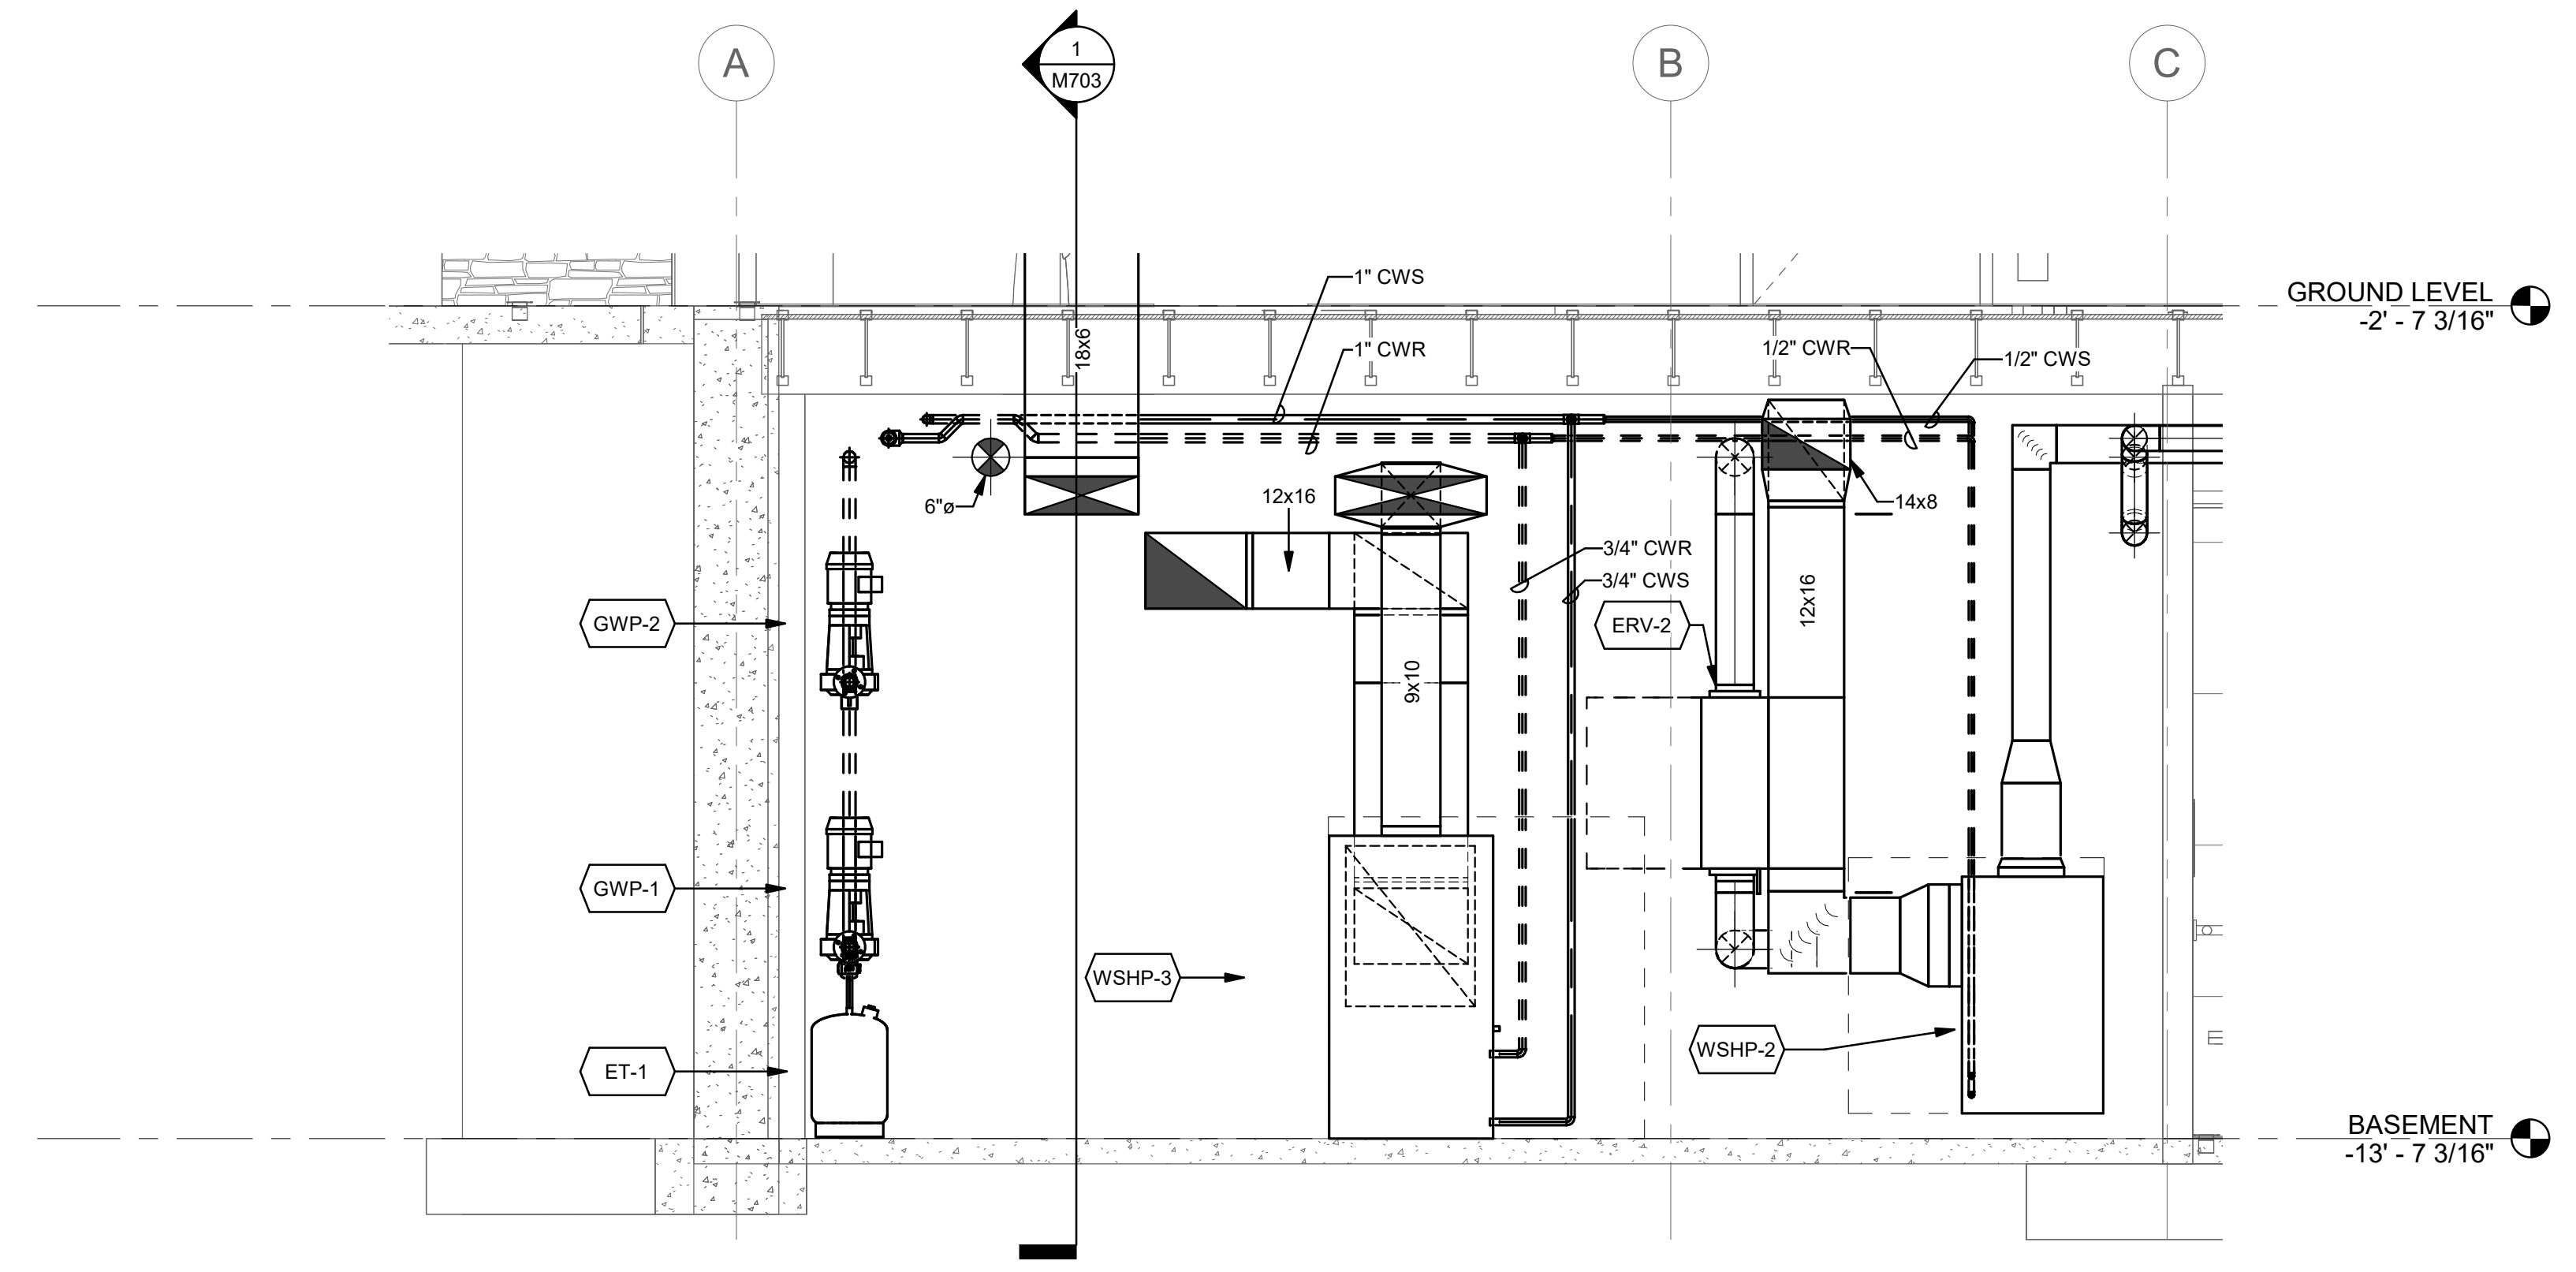 A
1
M703
B
C
1" CWS
GROUND LEVEL
-2' - 7 3/16"
18x6
1" CWR
1/2" CWR
1/2" CWS
6"ø
12x16
14x8
3/4" CWR
3/4" CWS
GWP-2
ERV-2
12x16
9x10
GWP-1
WSHP-3
WSHP-2
ET-1
BASEMENT
-13' - 7 3/16"